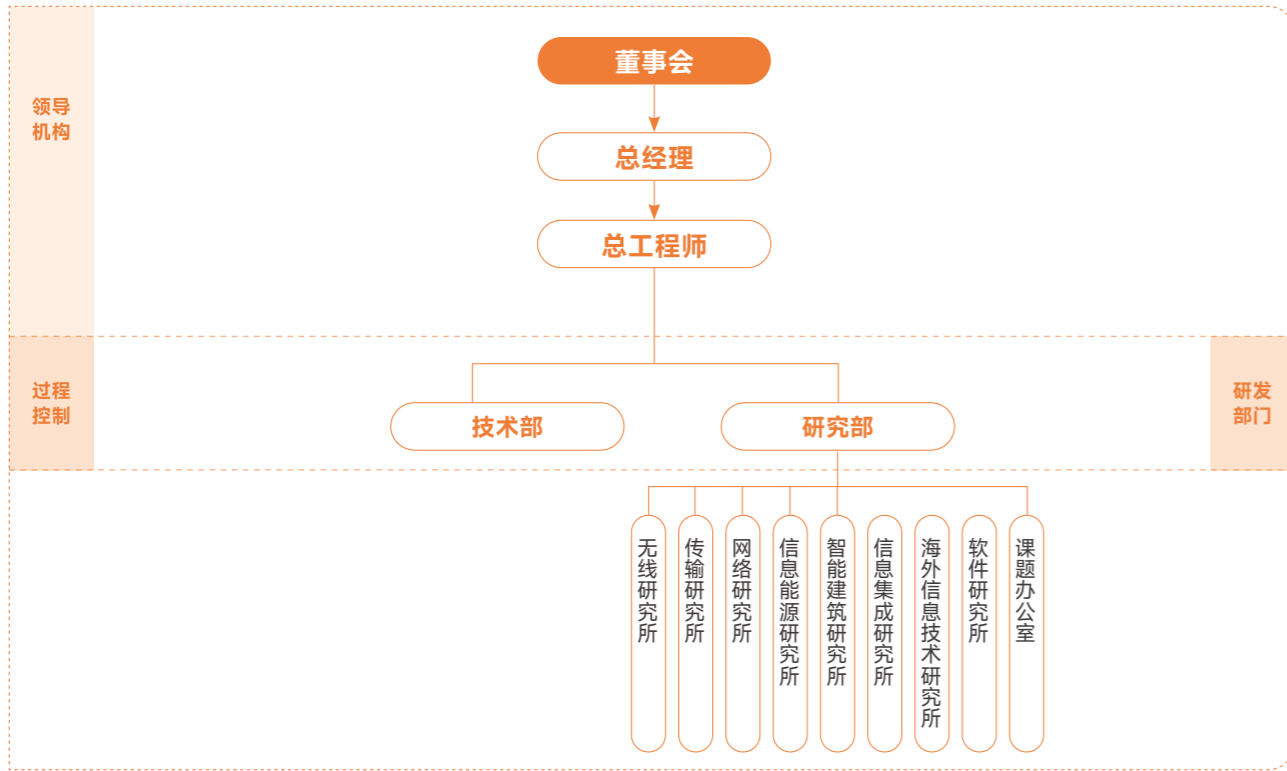 董事会
领导
机构
总经理
总工程师
过程
控制
技术部
研究部
研发
部门
无线研究所
传输研究所
网络研究所
信息能源研究所
智能建筑研究所
信息集成研究所
海外信息技术研究所
软件研究所
课题办公室